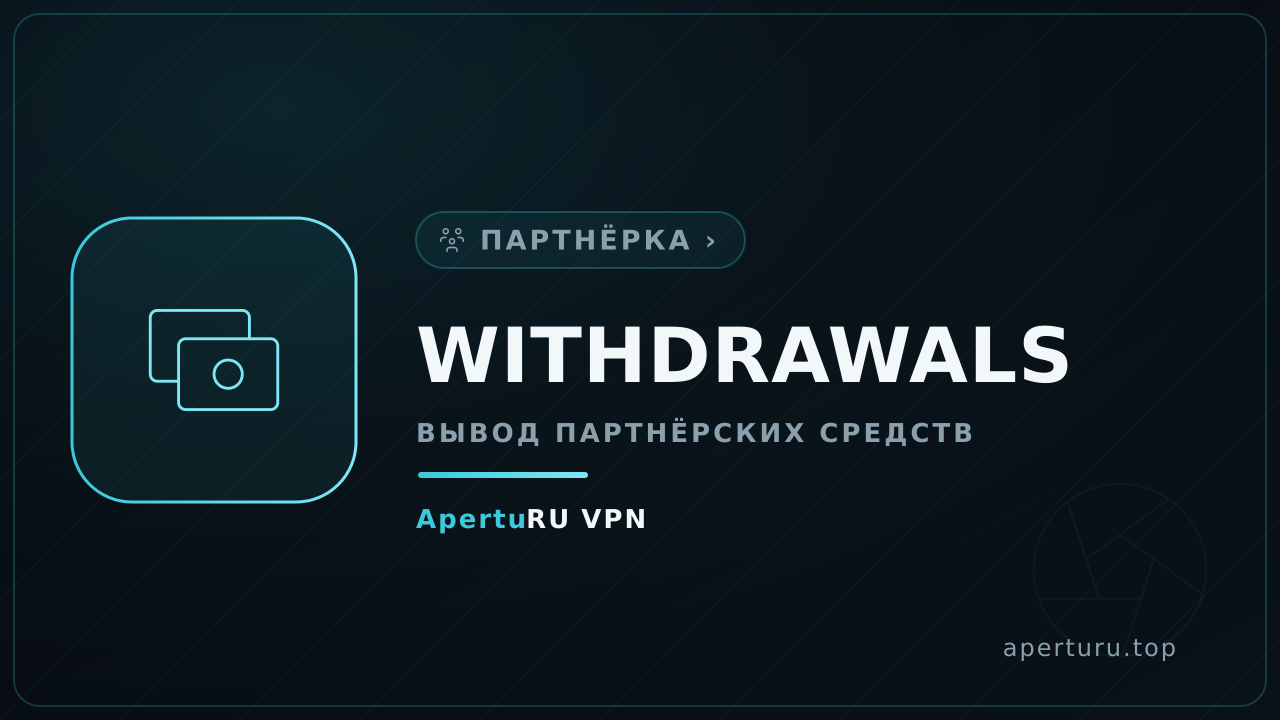 ПАРТНЁРКА ›
WITHDRAWALS
ВЫВОД ПАРТНЁРСКИХ СРЕДСТВ
ApertuRU VPN
aperturu.top